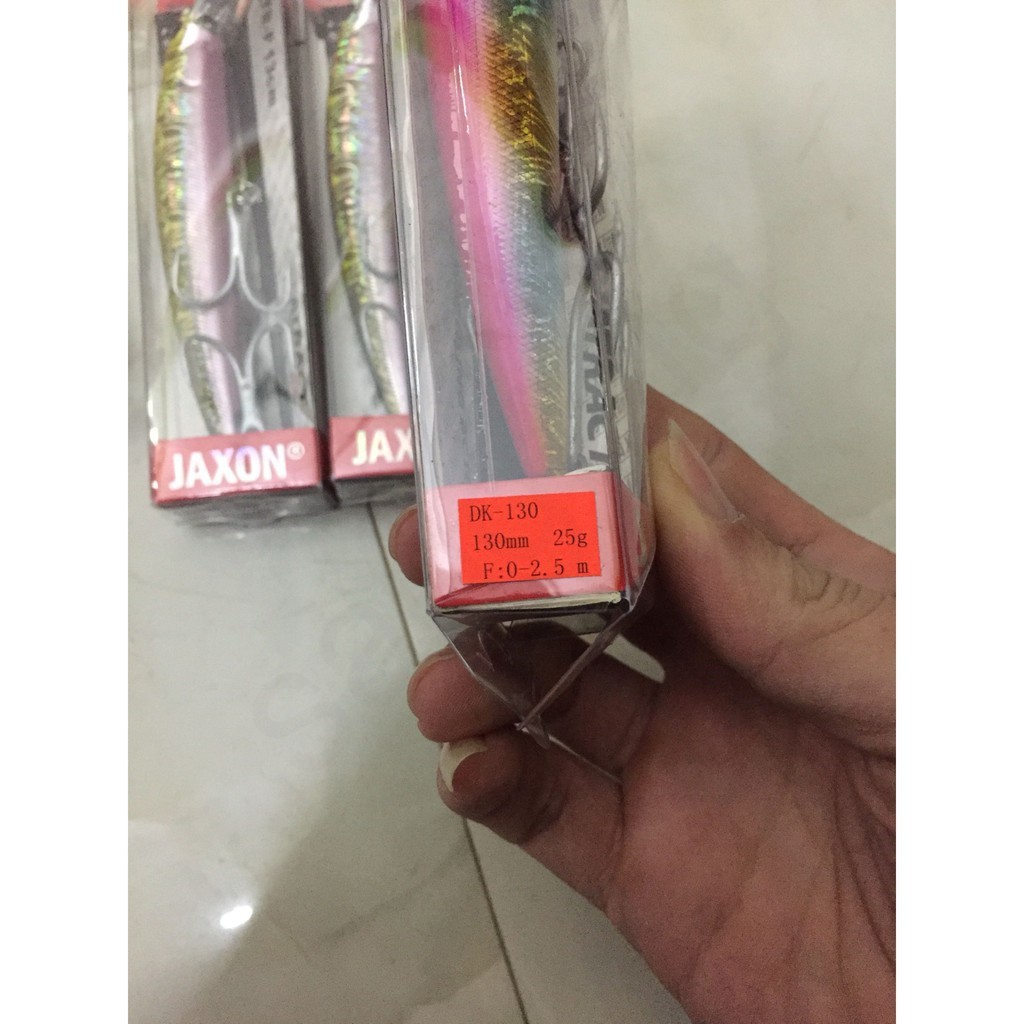 JAXON®
JAX
DK-130
130mm 25g
F:0-2.5 m